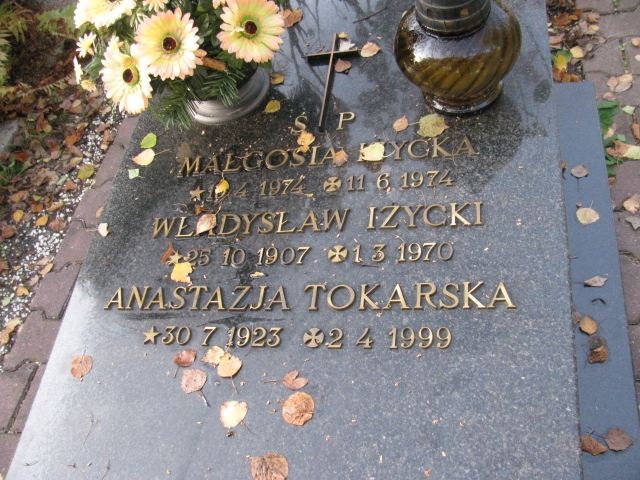 Ś P
MAŁGOSIA
4 1974 ✠ 11 6 1974
WŁADYSŁAW IŻYCKI
★ 25 10 1907 ✠ 1 3 1970
ANASTAZJA TOKARSKA
★ 30 7 1923 ✠ 2 4 1999